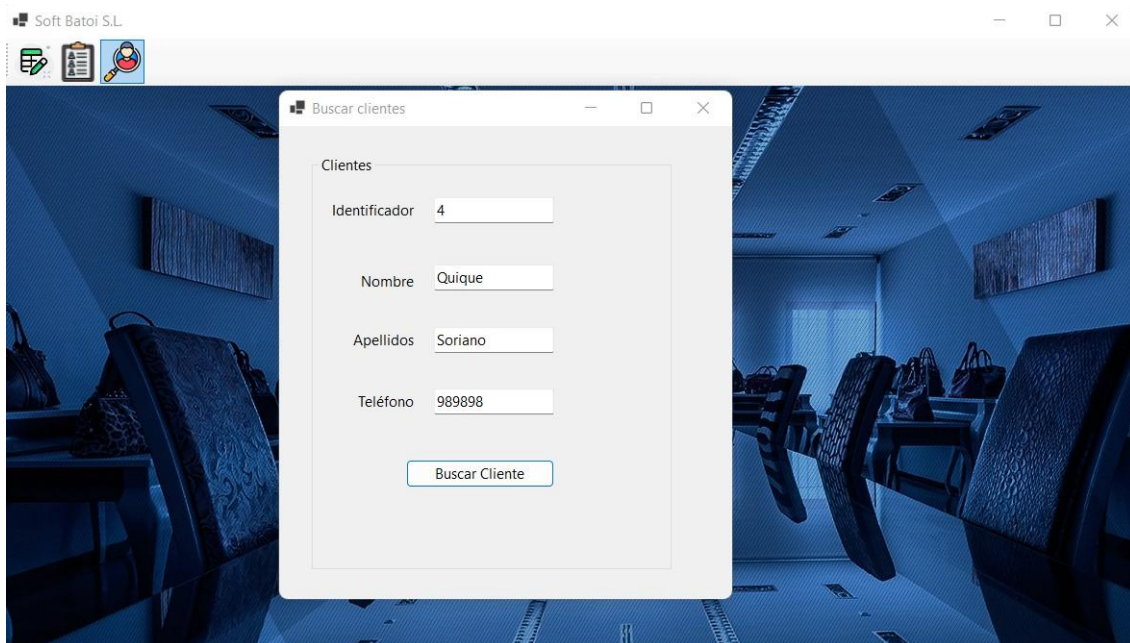 Soft Batoi S.L.
Buscar clientes
Clientes
Identificador 4
Nombre Quique
Apellidos Soriano
Teléfono 989898
Buscar Cliente